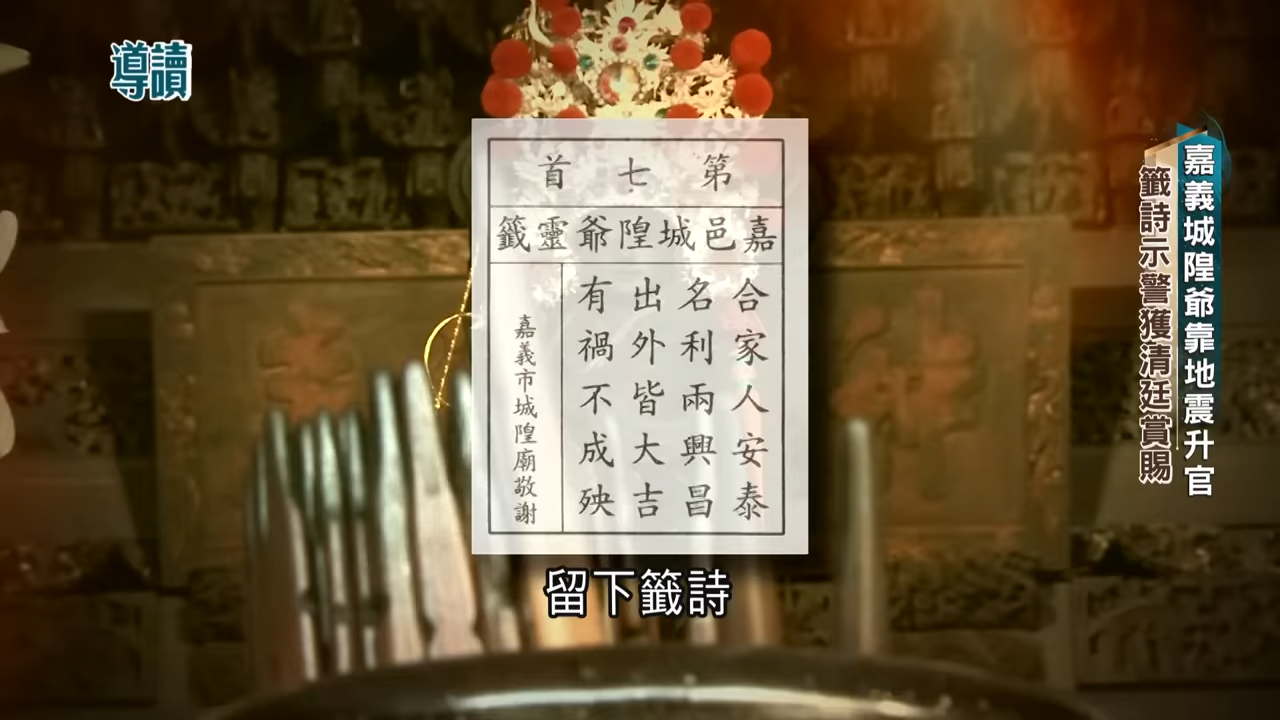 導讀
嘉義城隍爺靠地震升官
籤詩示警獲清廷賞賜
第七首
嘉邑城隍爺靈籤
合家人安泰
名利兩興昌
出外皆大吉
有禍不成殃
嘉義市城隍廟敬謝
留下籤詩